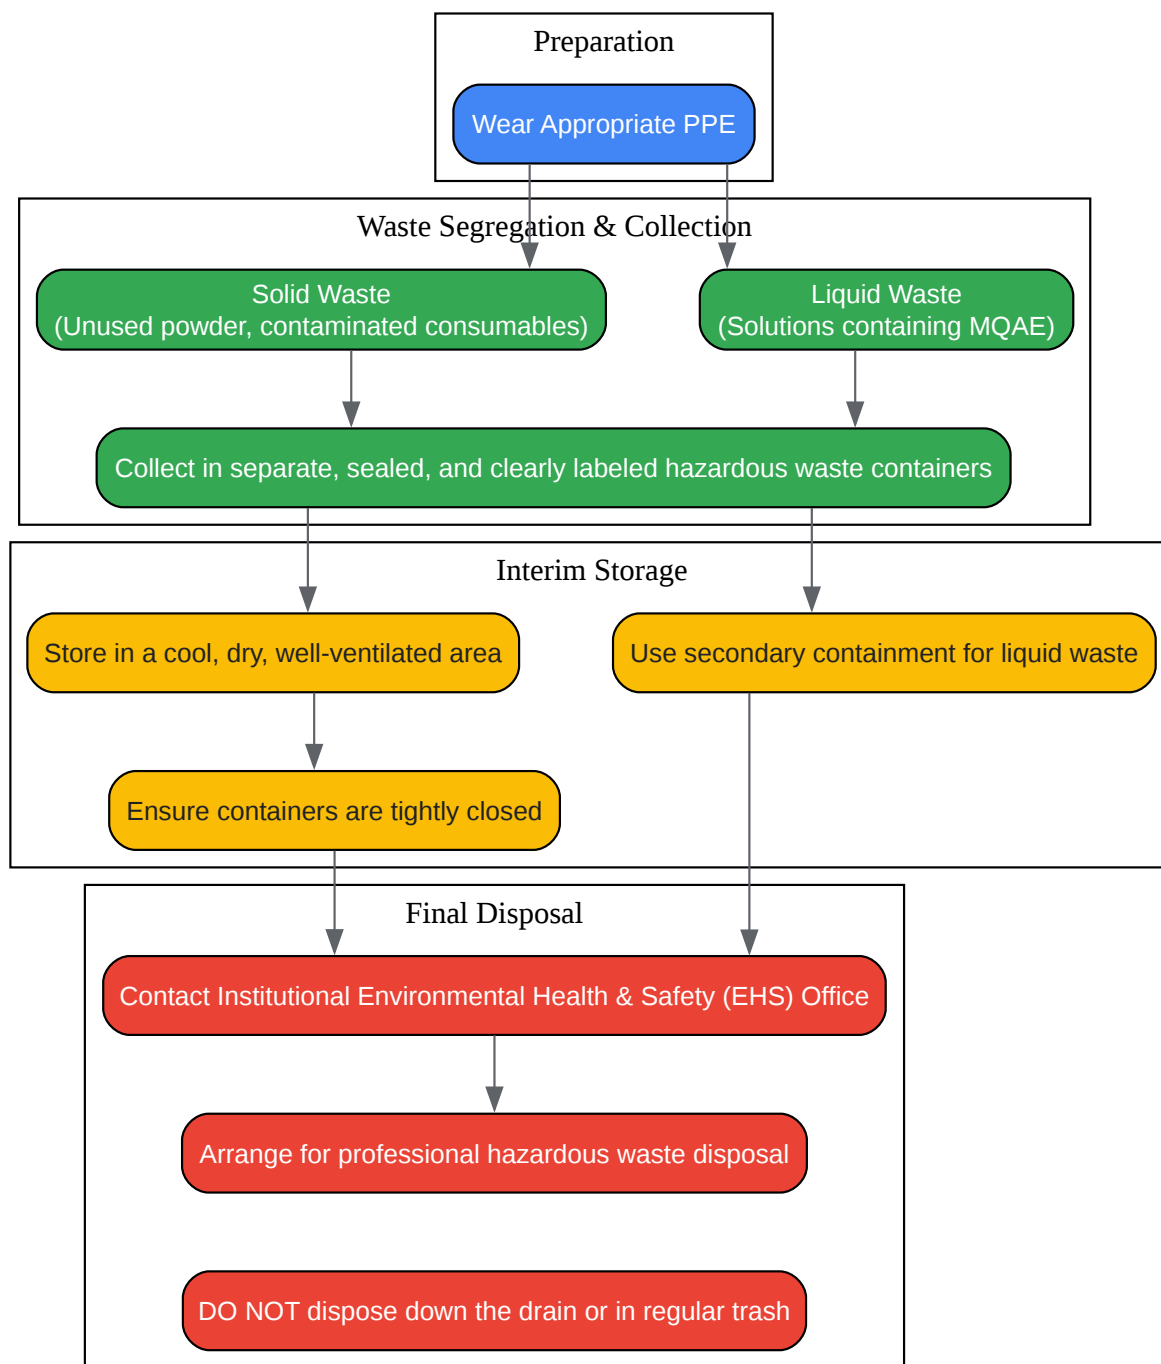 Preparation
Wear Appropriate PPE
Waste Segregation & Collection
Solid Waste
(Unused powder, contaminated consumables)
Liquid Waste
(Solutions containing MQAE)
Collect in separate, sealed, and clearly labeled hazardous waste containers
Interim Storage
Store in a cool, dry, well-ventilated area
Use secondary containment for liquid waste
Ensure containers are tightly closed
Final Disposal
Contact Institutional Environmental Health & Safety (EHS) Office
Arrange for professional hazardous waste disposal
DO NOT dispose down the drain or in regular trash